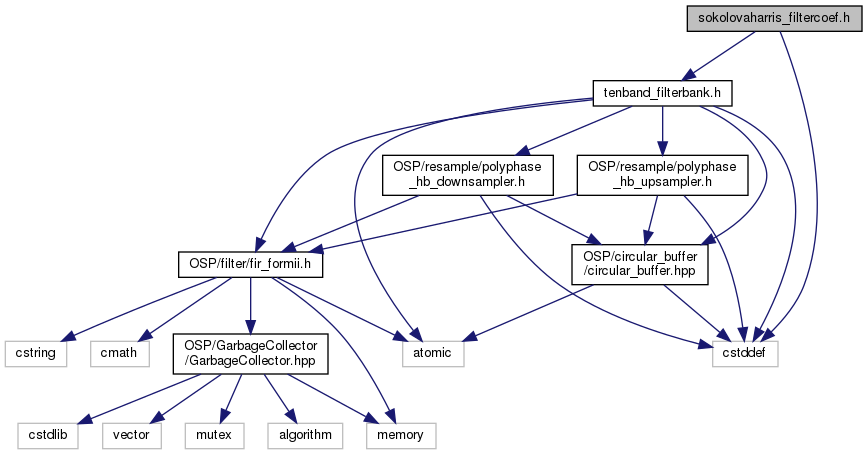 sokolovaharris_filtercoef.h
tenband_filterbank.h
OSP/resample/polyphase
_hb_downsampler.h
OSP/resample/polyphase
_hb_upsampler.h
OSP/filter/fir_formii.h
OSP/circular_buffer
/circular_buffer.hpp
cstring
cmath
OSP/GarbageCollector
/GarbageCollector.hpp
atomic
cstddef
cstdlib
vector
mutex
algorithm
memory